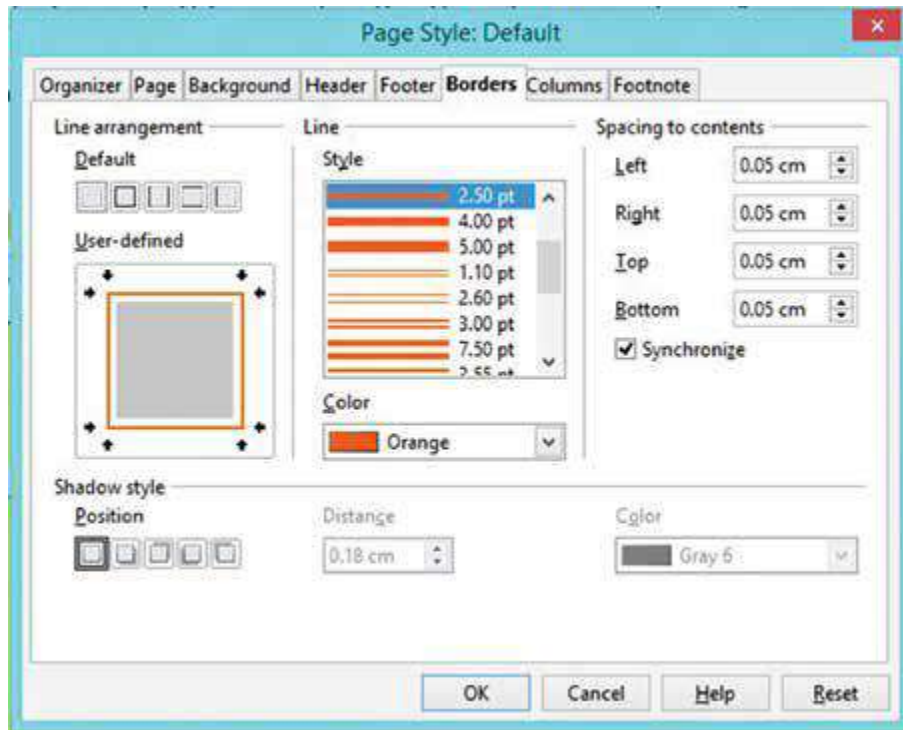 Page Style: Default
Organizer Page Background Header Footer Borders Columns Footnote
Line arrangement
Default
User-defined
Line
Style
2.50 pt
4.00 pt
5.00 pt
1.10 pt
2.60 pt
3.00 pt
7.50 pt
2.55 pt
Color
Orange
Spacing to contents
Left 0.05 cm
Right 0.05 cm
Top 0.05 cm
Bottom 0.05 cm
Synchronize
Shadow style
Position
Distance
0.18 cm
Color
Gray 6
OK Cancel Help Reset